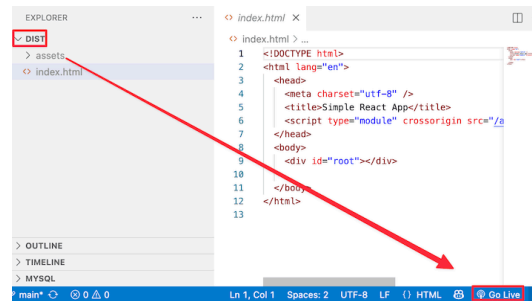 EXPLORER
index.html
DIST
assets
index.html
OUTLINE
TIMELINE
MYSQL
index.html > ...
1 <!DOCTYPE html>
2 <html lang="en">
3 <head>
4 <meta charset="utf-8" />
5 <title>Simple React App</title>
6 <script type="module" crossorigin src="/a
7 </head>
8 <body>
9 <div id="root"></div>
10
11 </body>
12 </html>
13
main* 0 0 Ln 1, Col 1 Spaces: 2 UTF-8 LF {} HTML Go Live